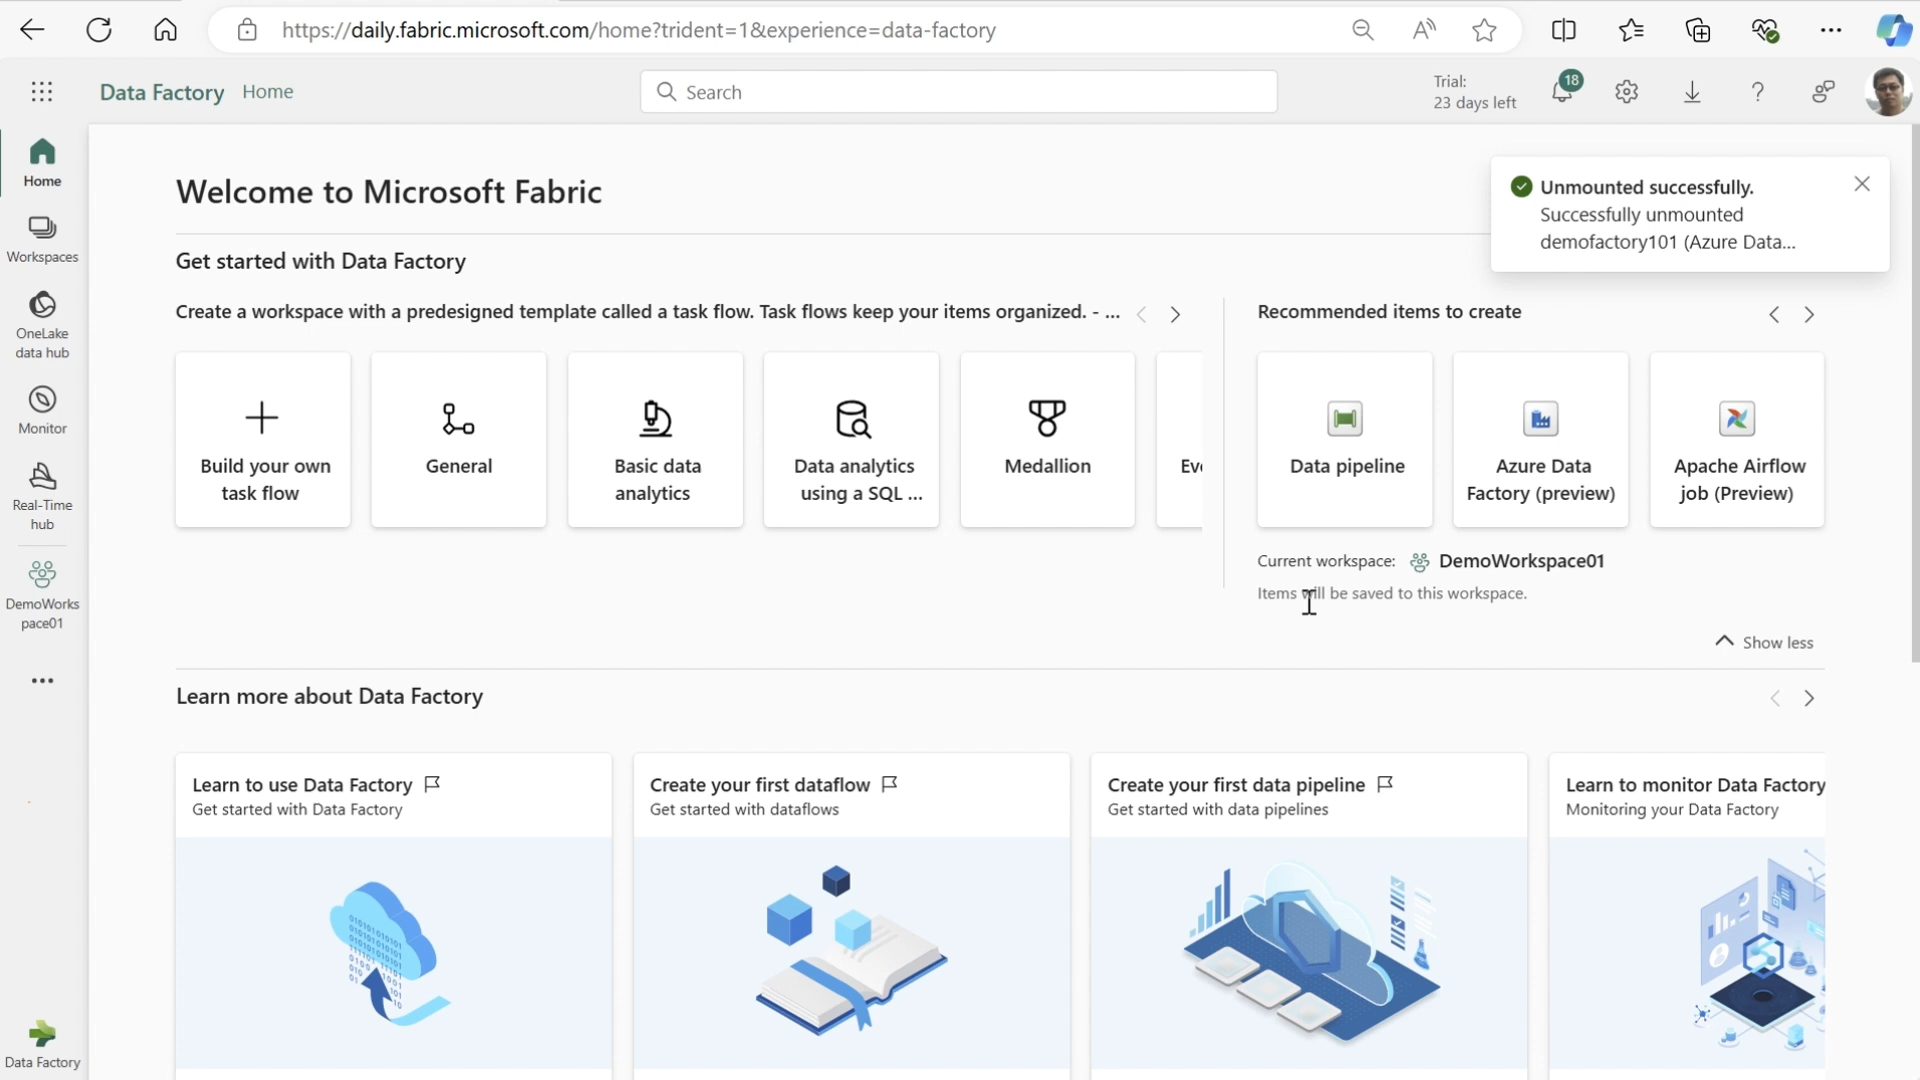 https://daily.fabric.microsoft.com/home?trident=1&experience=data-factory
Data Factory Home
Search
Trial:
23 days left
18
Home
Workspaces
OneLake
data hub
Monitor
Real-Time
hub
DemoWorks
pace01
Data Factory
Welcome to Microsoft Fabric
Unmounted successfully.
Successfully unmounted
demofactory101 (Azure Data...
Get started with Data Factory
Create a workspace with a predesigned template called a task flow. Task flows keep your items organized. - ...
Build your own
task flow
General
Basic data
analytics
Data analytics
using a SQL ...
Medallion
Recommended items to create
Data pipeline
Azure Data
Factory (preview)
Apache Airflow
job (Preview)
Current workspace: DemoWorkspace01
Items will be saved to this workspace.
Show less
Learn more about Data Factory
Learn to use Data Factory
Get started with Data Factory
Create your first dataflow
Get started with dataflows
Create your first data pipeline
Get started with data pipelines
Learn to monitor Data Factory
Monitoring your Data Factory